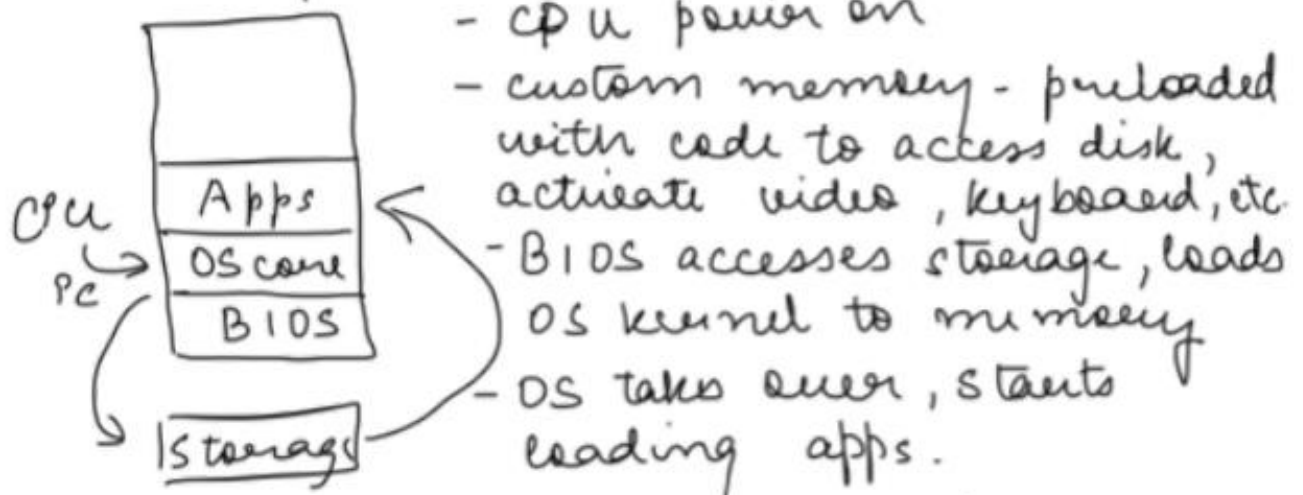 - CPU power on
- custom memory - preloaded
with code to access disk,
activate video, keyboard, etc.
- BIOS accesses storage, loads
OS kernel to memory
- OS takes over, starts
loading apps.
Apps
CPU
PC
OS core
BIOS
Storage